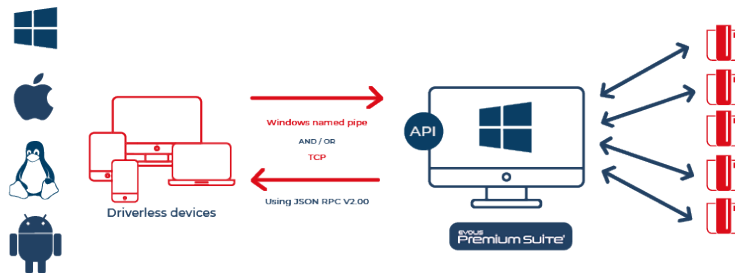 Windows named pipe
AND / OR
TCP
Using JSON RPC V2.00
Driverless devices
API
EVOLIS
Premium Suite®